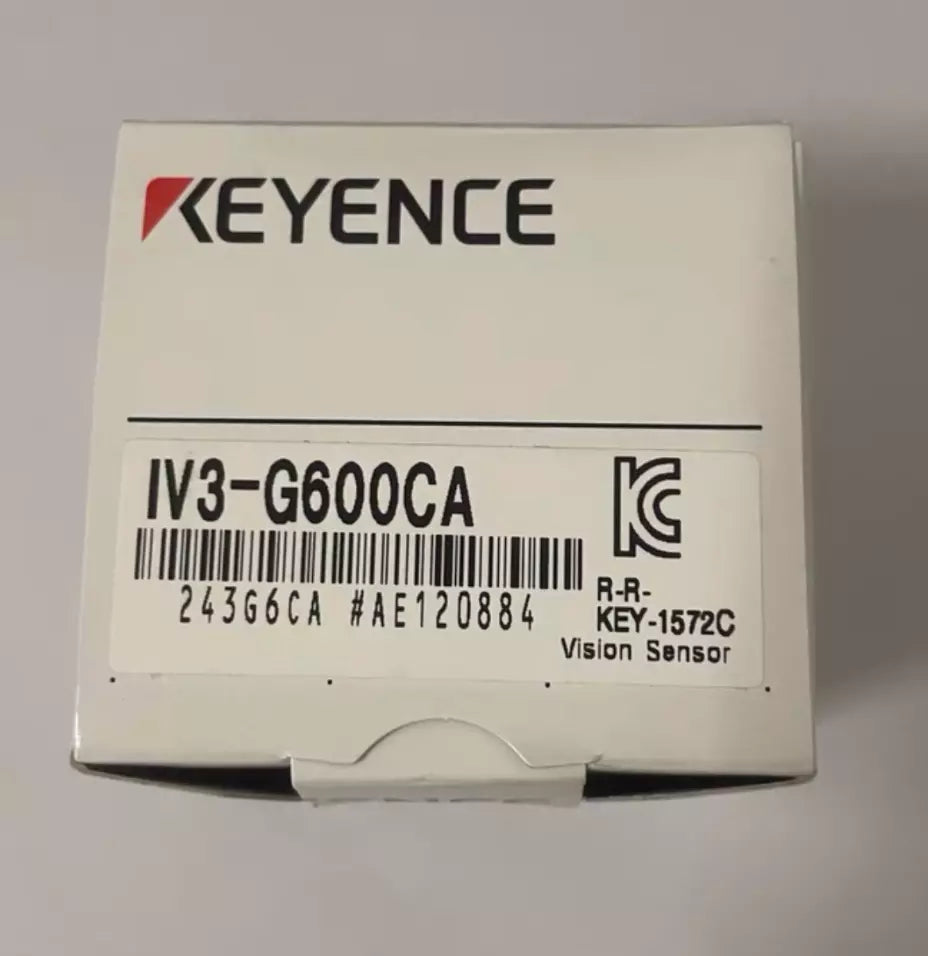 KEYENCE
IV3-G600CA
243G6CA #AE120884
R-R-
KEY-1572C
Vision Sensor